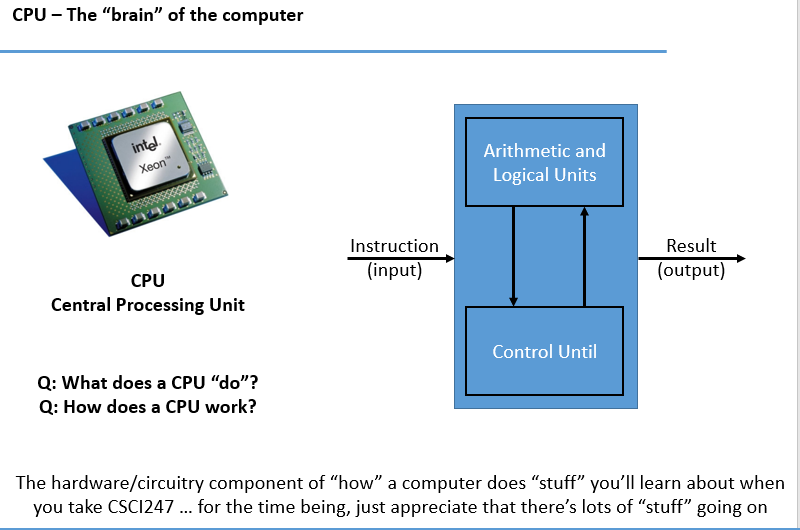 CPU – The “brain” of the computer
intel
Xeon™
CPU
Central Processing Unit
Q: What does a CPU “do”?
Q: How does a CPU work?
Arithmetic and
Logical Units
Instruction
(input)
Result
(output)
Control Until
The hardware/circuitry component of “how” a computer does “stuff” you’ll learn about when
you take CSCI247 … for the time being, just appreciate that there’s lots of “stuff” going on